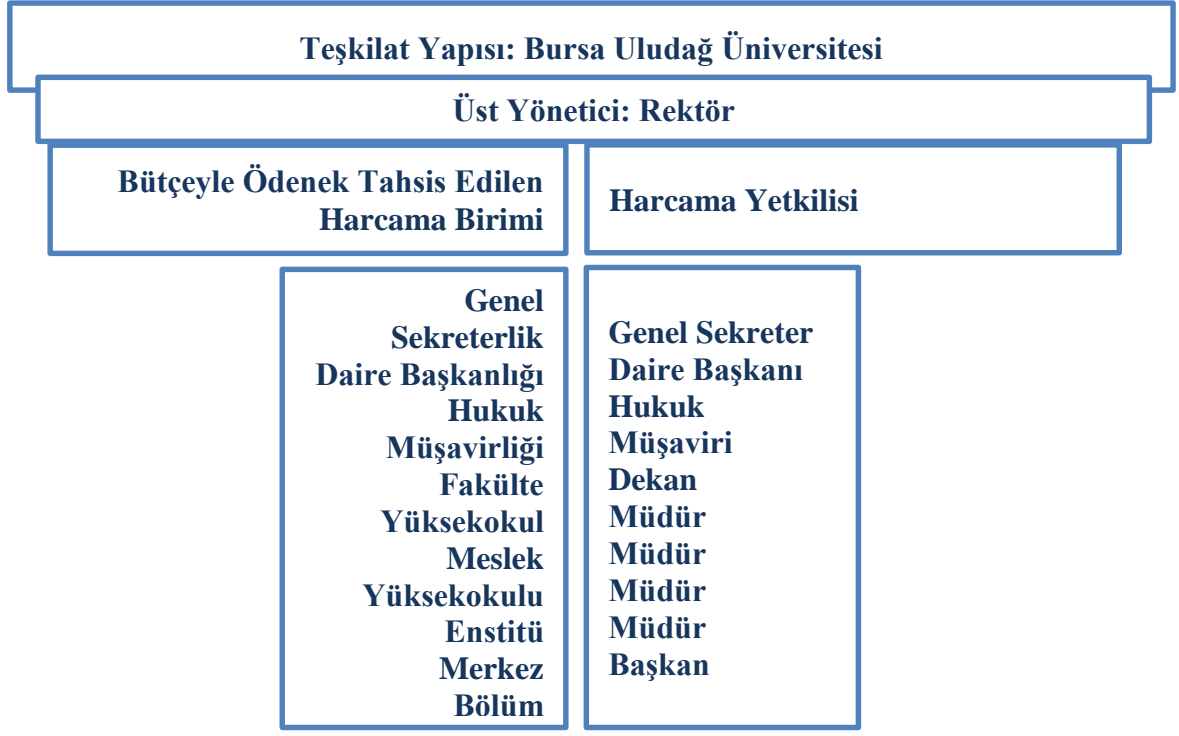 Teşkilat Yapısı: Bursa Uludağ Üniversitesi
Üst Yönetici: Rektör
Bütçeyle Ödenek Tahsis Edilen
Harcama Birimi
Harcama Yetkilisi
Genel
Sekreterlik
Daire Başkanlığı
Hukuk
Müşavirliği
Fakülte
Yüksekokul
Meslek
Yüksekokulu
Enstitü
Merkez
Bölüm
Genel Sekreter
Daire Başkanı
Hukuk
Müşaviri
Dekan
Müdür
Müdür
Müdür
Müdür
Başkan